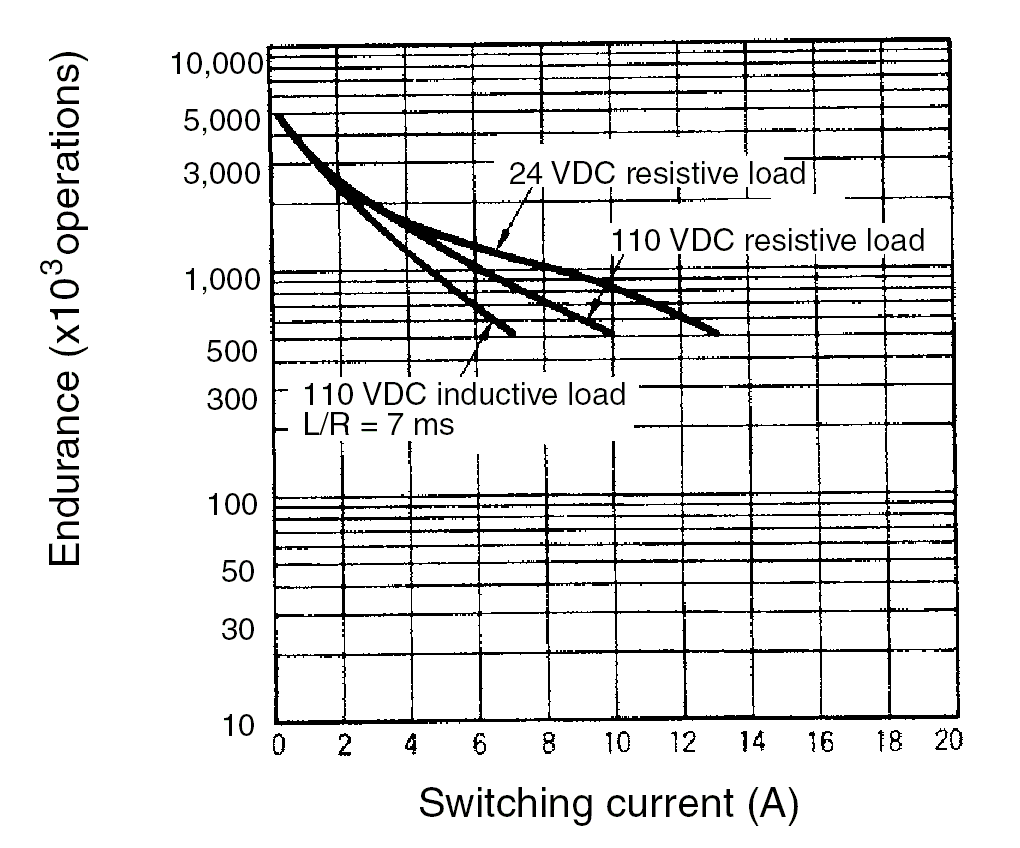 Endurance (x10³ operations)
10,000
5,000
3,000
1,000
500
300
100
50
30
10
24 VDC resistive load
110 VDC resistive load
110 VDC inductive load
L/R = 7 ms
0 2 4 6 8 10 12 14 16 18 20
Switching current (A)